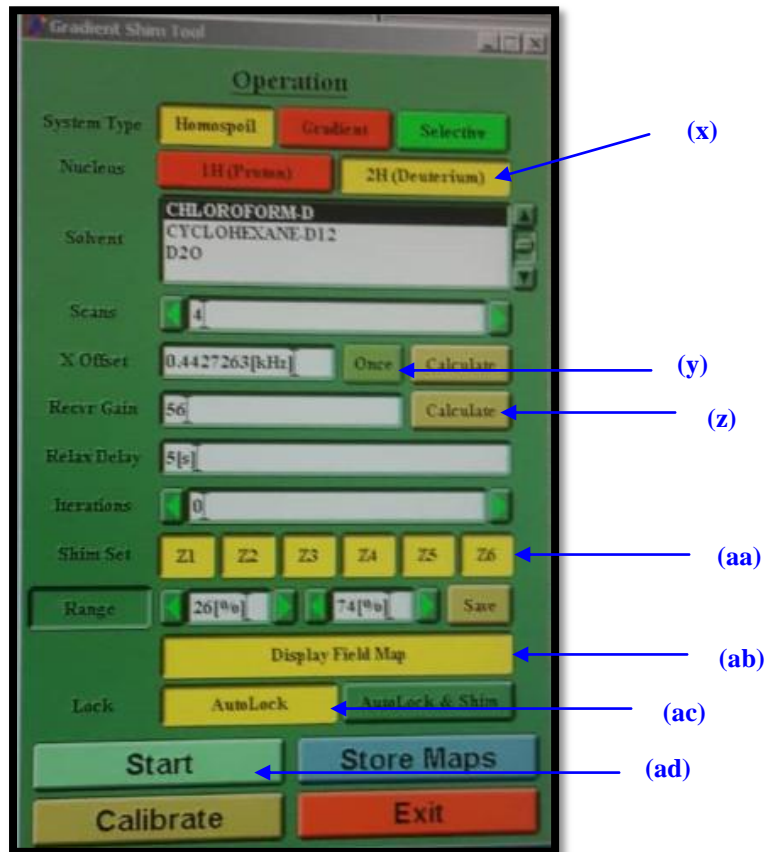 Gradient Shim Tool
Operation
System Type Homospoil Gradient Selective
(x)
Nucleus 1H (Proton) 2H (Deuterium)
Solvent CHLOROFORM-D
CYCLOHEXANE-D12
D2O
Scans 4
X Offset 0.4427263[kHz] Once Calculate (y)
Recvr Gain 56 Calculate (z)
Relax Delay 5[s]
Iterations 0
Shim Set Z1 Z2 Z3 Z4 Z5 Z6 (aa)
Range 26[%] 74[%] Save
Display Field Map (ab)
Lock AutoLock AutoLock & Shim (ac)
Start Store Maps (ad)
Calibrate Exit